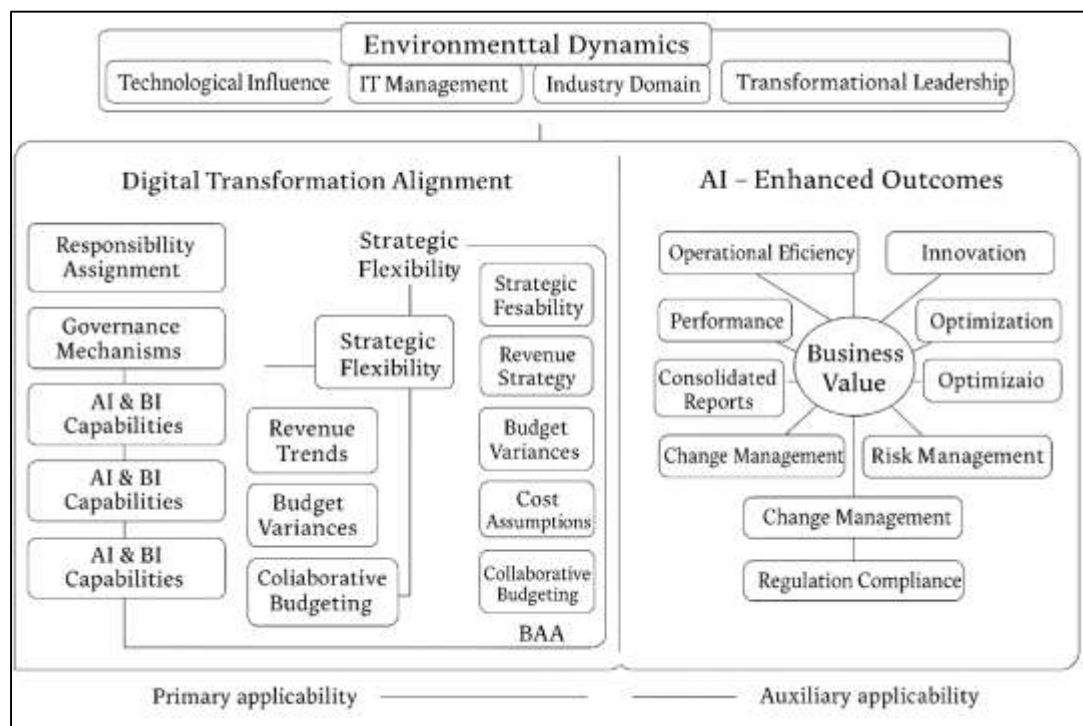 Environmenttal Dynamics
Technological Influence
IT Management
Industry Domain
Transformational Leadership
Digital Transformation Alignment
Responsibility
Assignment
Governance
Mechanisms
AI & BI
Capabilities
AI & BI
Capabilities
AI & BI
Capabilities
Strategic
Flexibility
Strategic
Flexibility
Revenue
Trends
Budget
Variances
Coliaborative
Budgeting
Strategic
Fesability
Revenue
Strategy
Budget
Variances
Cost
Assumptions
Collaborative
Budgeting
BAA
AI – Enhanced Outcomes
Operational Eficiency
Innovation
Performance
Optimization
Business
Value
Consolidated
Reports
Optimizaio
Change Management
Risk Management
Change Management
Regulation Compliance
Primary applicability
Auxiliary applicability